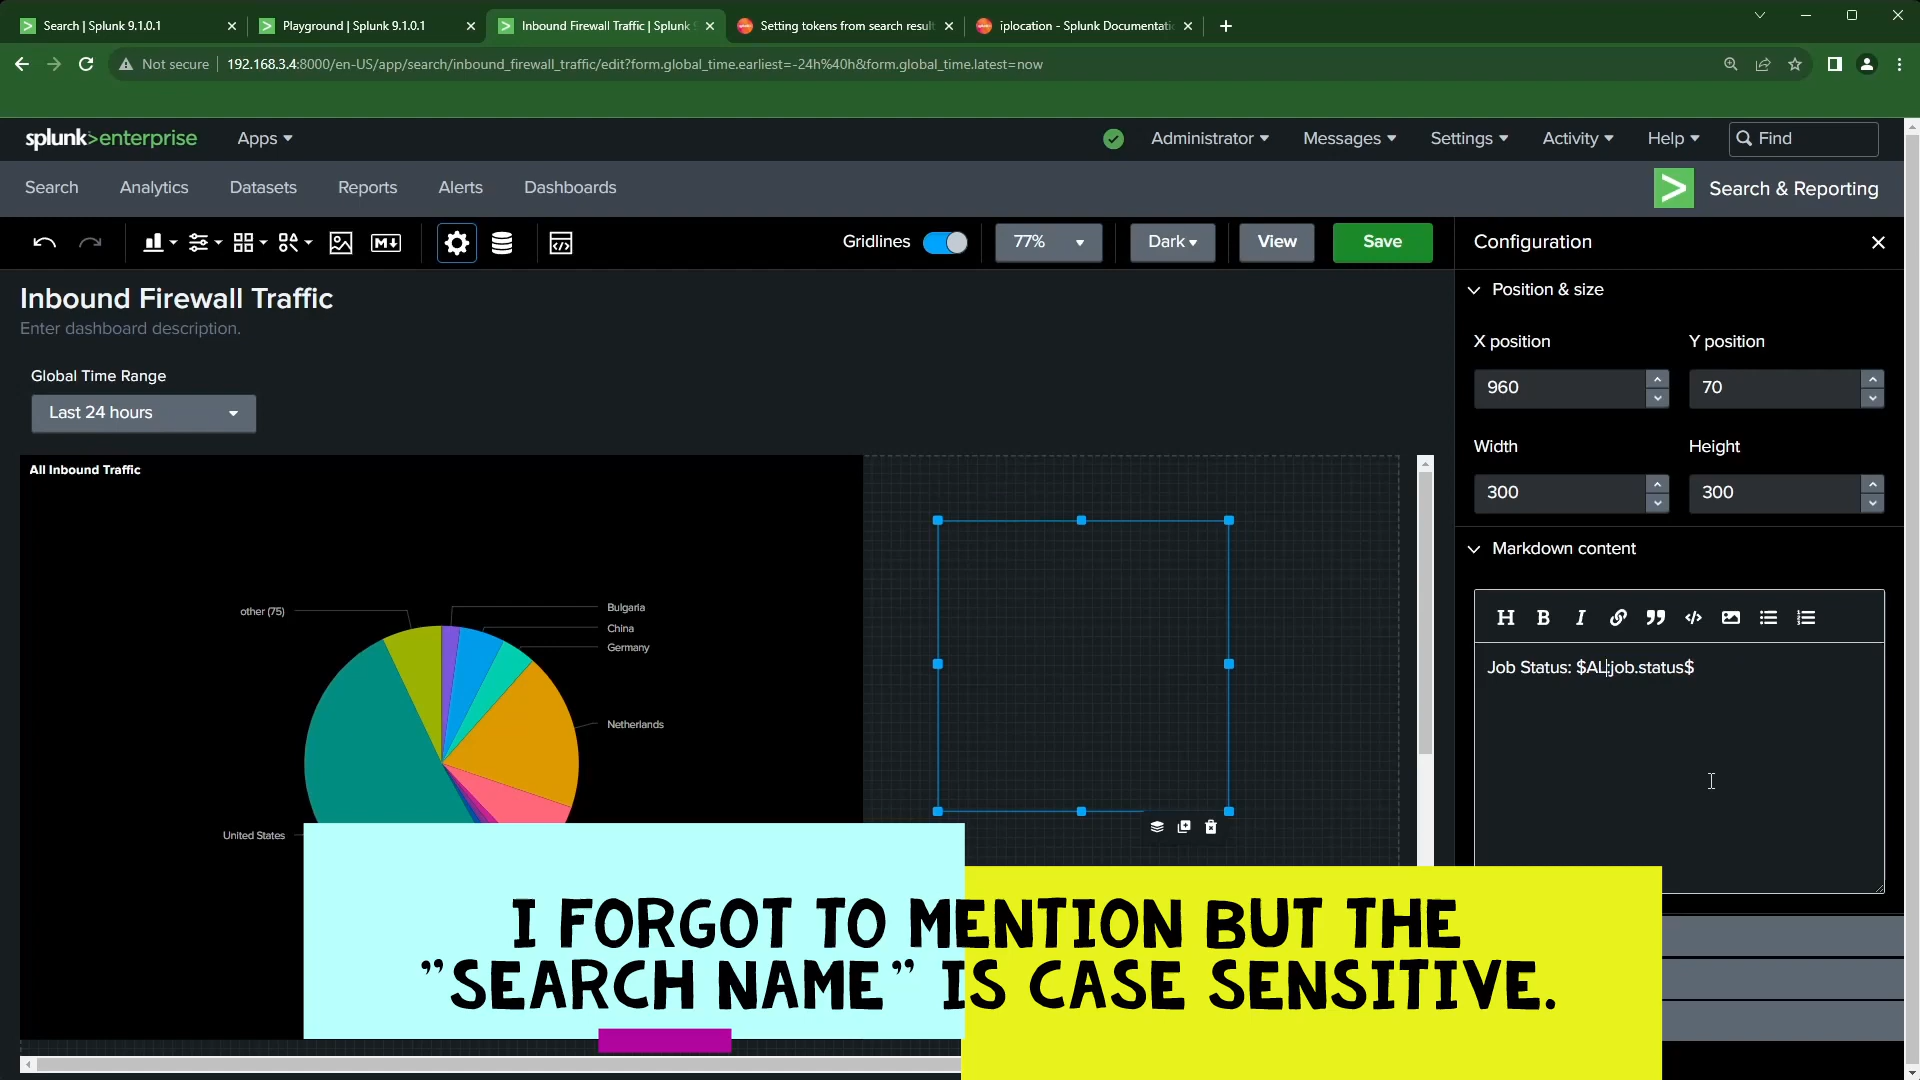 Search | Splunk 9.1.0.1
Playground | Splunk 9.1.0.1
Inbound Firewall Traffic | Splunk
Setting tokens from search result
iplocation - Splunk Documentati
Not secure
192.168.3.4:8000/en-US/app/search/inbound_firewall_traffic/edit?form.global_time.earliest=-24h%40h&form.global_time.latest=now
splunk>enterprise
Apps
Administrator
Messages
Settings
Activity
Help
Find
Search
Analytics
Datasets
Reports
Alerts
Dashboards
Search & Reporting
Gridlines
77%
Dark
View
Save
Configuration
Inbound Firewall Traffic
Enter dashboard description.
Position & size
X position
Y position
960
70
Global Time Range
Last 24 hours
Width
Height
300
300
All Inbound Traffic
Markdown content
H B I
Job Status: $AL:job.status$
other (75)
Bulgaria
China
Germany
Netherlands
United States
I FORGOT TO MENTION BUT THE
"SEARCH NAME" IS CASE SENSITIVE.